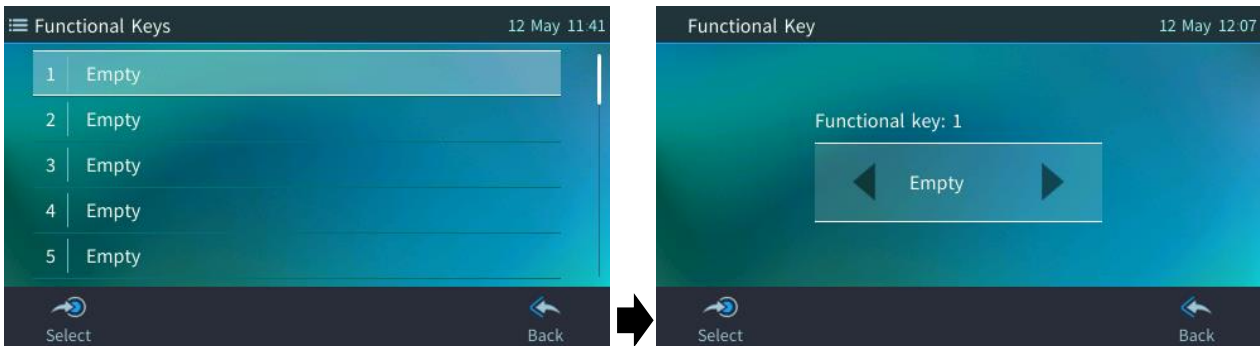 Functional Keys 12 May 11:41
1 Empty
2 Empty
3 Empty
4 Empty
5 Empty
Select Back
Functional Key 12 May 12:07
Functional key: 1
Empty
Select Back